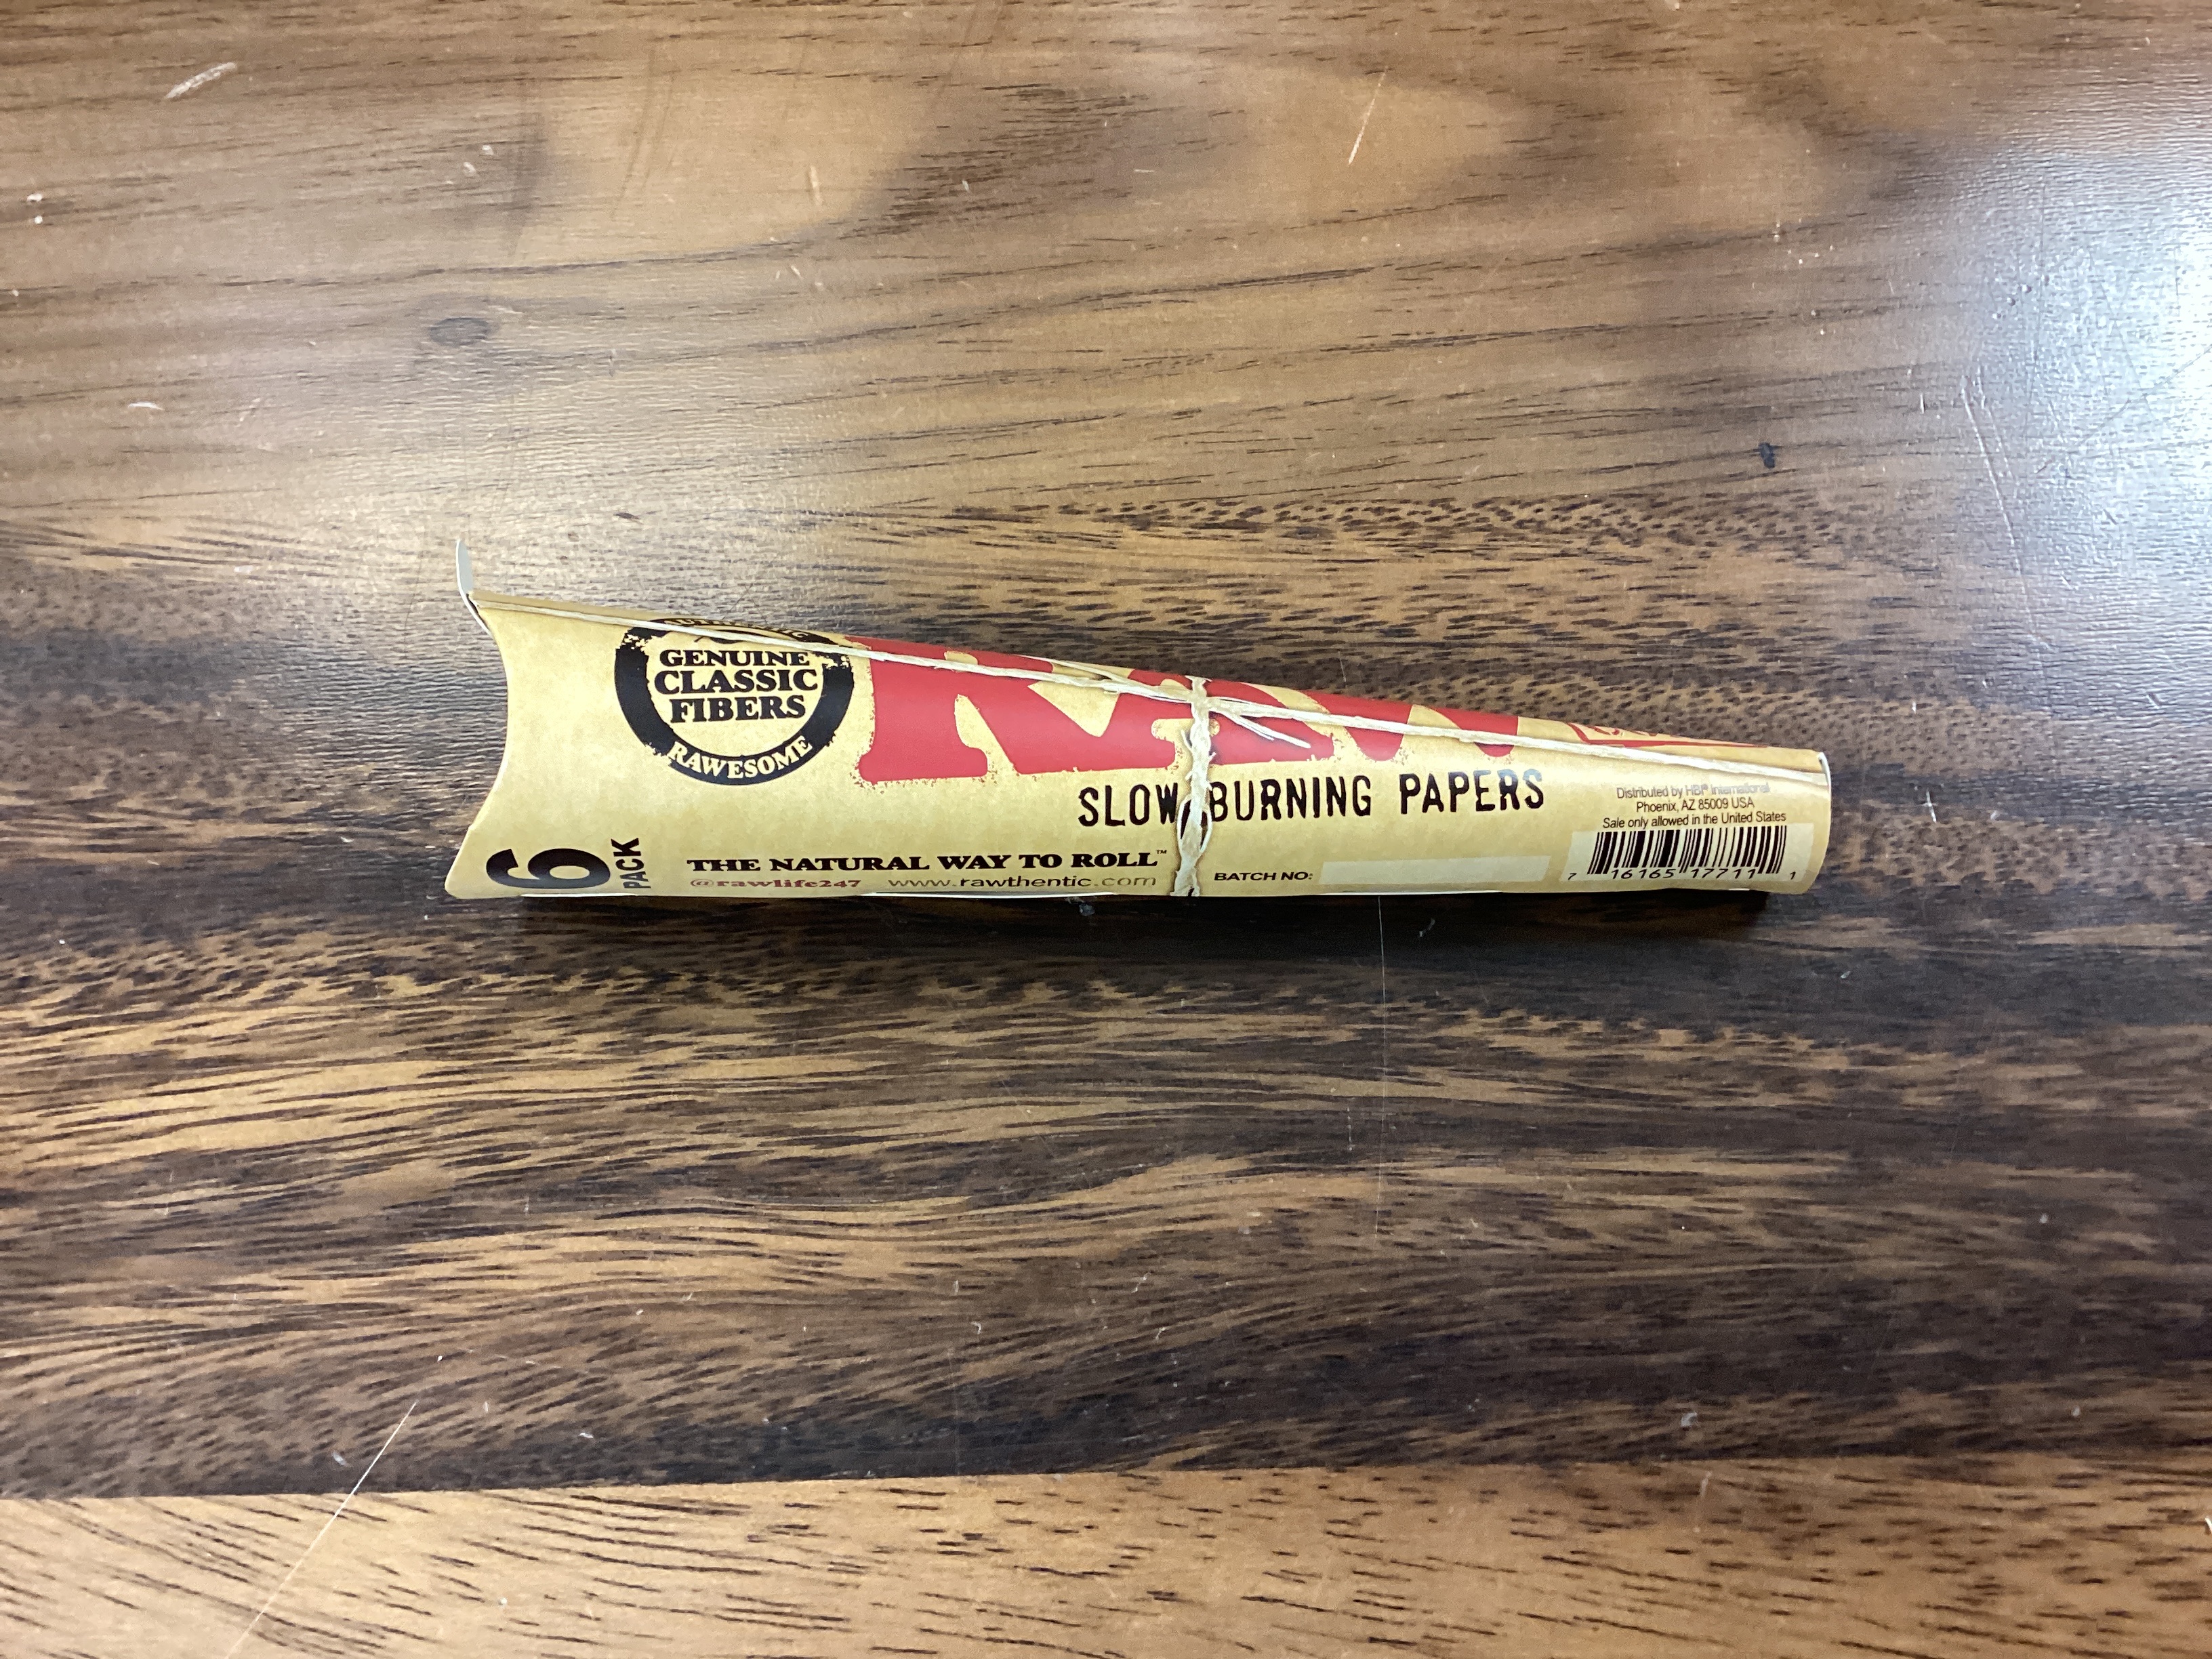 GENUINE
CLASSIC
FIBERS
RAWESOME
RAW
SLOW BURNING PAPERS
6
PACK
THE NATURAL WAY TO ROLL™
@rawlife247 www.rawthentic.com
BATCH NO:
Distributed by HBI® International
Phoenix, AZ 85009 USA
Sale only allowed in the United States
7 16165 17711 1